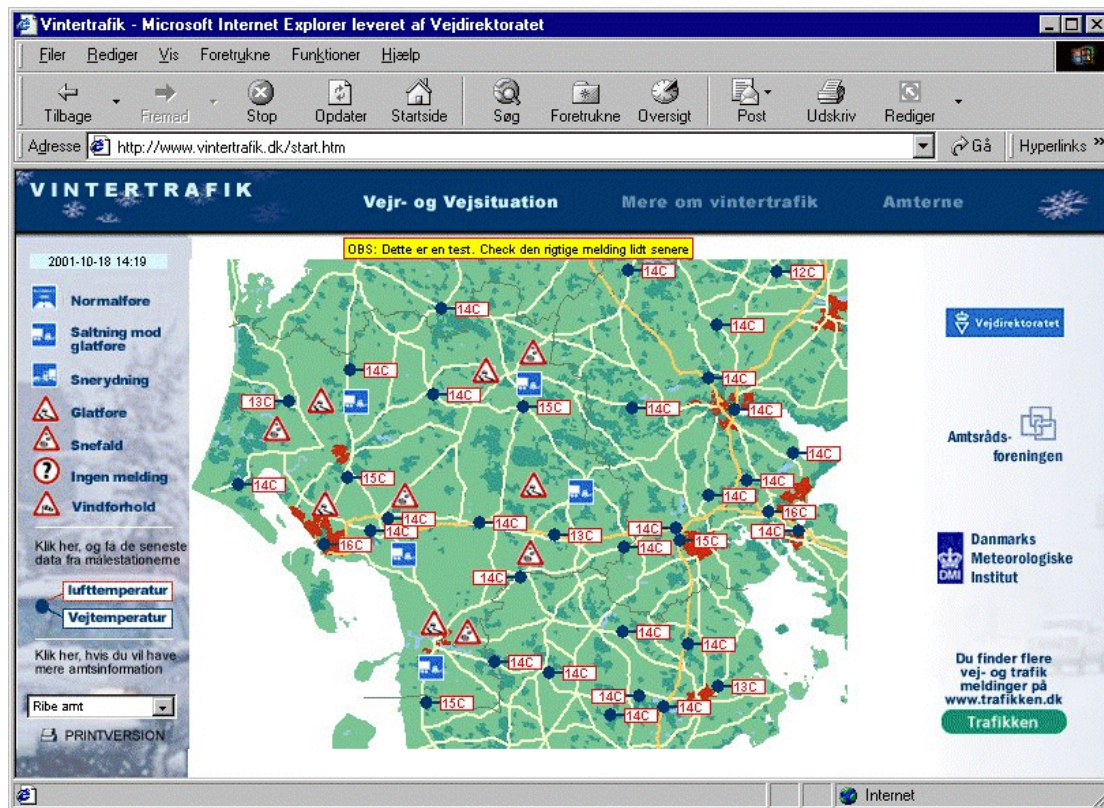 Vintertrafik - Microsoft Internet Explorer leveret af Vejdirektoratet
Filer Rediger Vis Foretrukne Funktioner Hjælp
Tilbage Fremad Stop Opdater Startside Søg Foretrukne Oversigt Post Udskriv Rediger
Adresse http://www.vintertrafik.dk/start.htm Gå Hyperlinks »
VINTERTRAFIK
Vejr- og Vejsituation Mere om vintertrafik Amterne
OBS: Dette er en test. Check den rigtige melding lidt senere
2001-10-18 14:19
Normalføre
Saltning mod
glatføre
Snerydning
Glatføre
Snefald
Ingen melding
Vindforhold
Klik her, og få de seneste
data fra målestationerne
lufttemperatur
Vejtemperatur
Klik her, hvis du vil have
mere amtsinformation
Ribe amt
PRINTVERSION
14C 12C
14C
14C
14C
14C
13C
14C
15C
14C
14C
14C
15C
14C
14C
14C
16C
14C
14C
14C
13C
14C
14C
16C
14C
15C
14C
14C
14C
14C
14C
13C
15C
14C
14C
14C
Vejdirektoratet
Amtsråds-
foreningen
DMI
Danmarks
Meteorologiske
Institut
Du finder flere
vej- og trafik
meldinger på
www.trafikken.dk
Trafikken
Internet